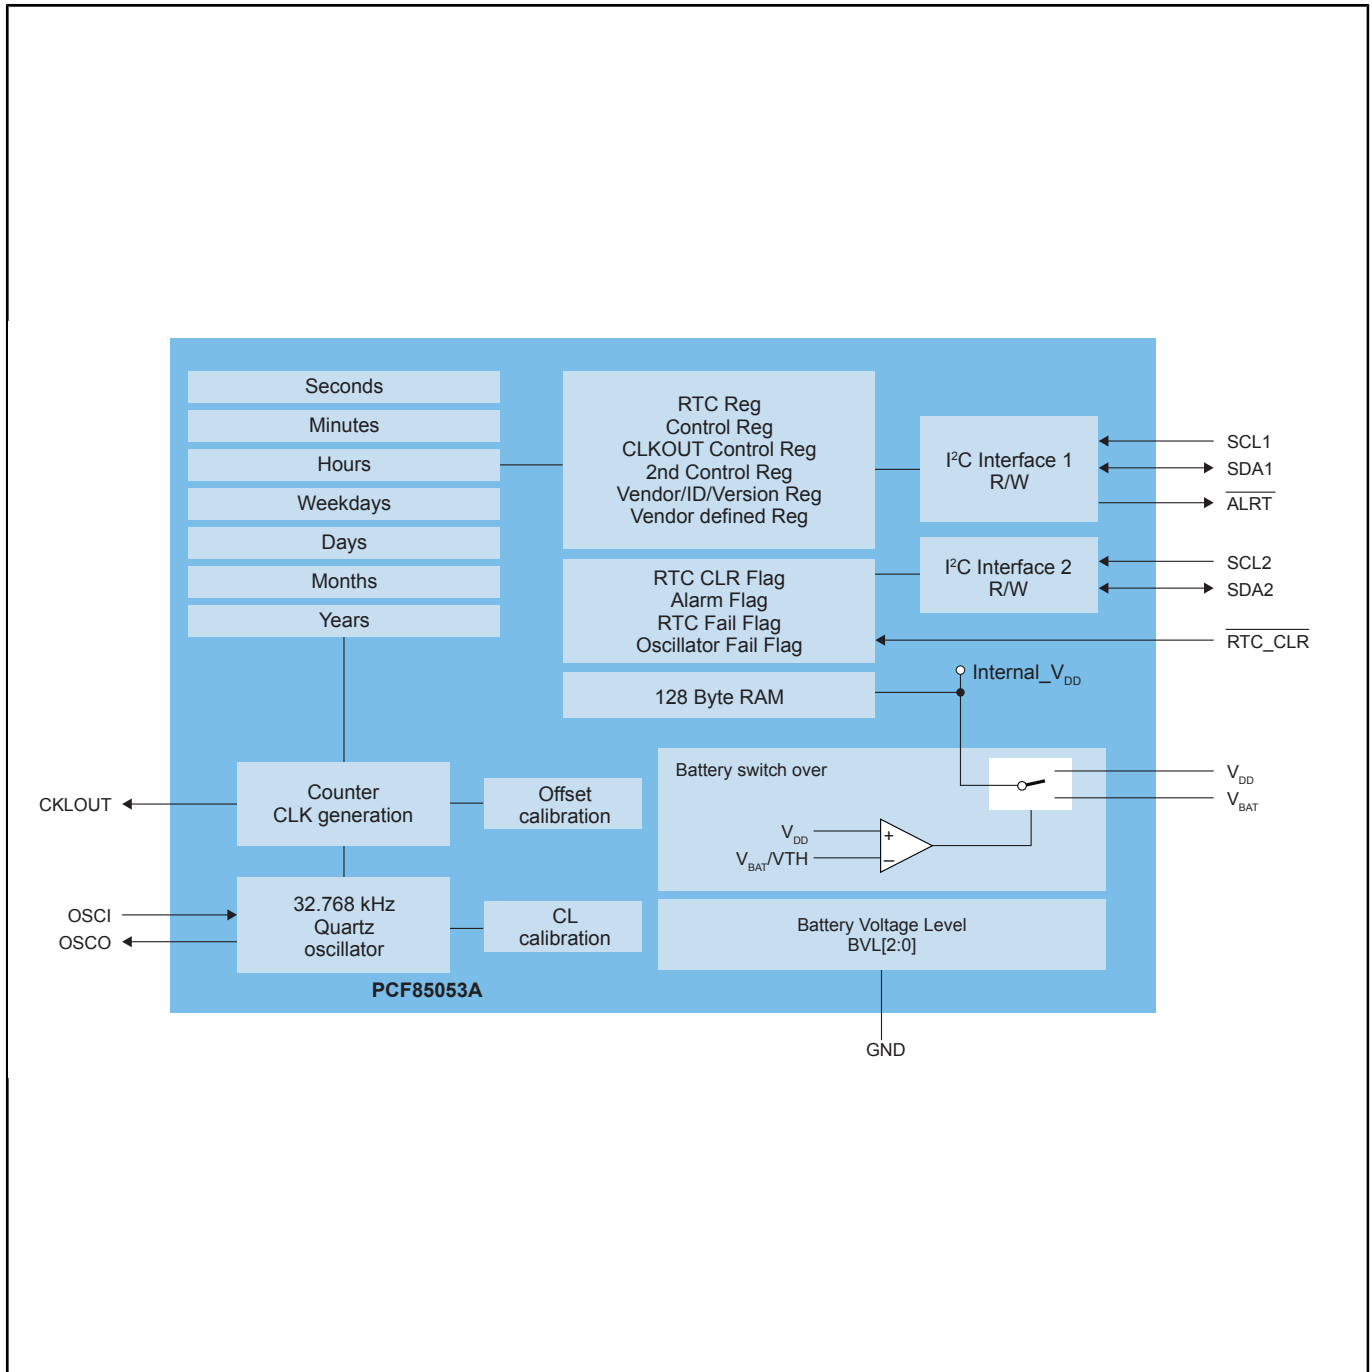 Seconds
Minutes
Hours
Weekdays
Days
Months
Years
RTC Reg
Control Reg
CLKOUT Control Reg
2nd Control Reg
Vendor/ID/Version Reg
Vendor defined Reg
RTC CLR Flag
Alarm Flag
RTC Fail Flag
Oscillator Fail Flag
128 Byte RAM
I²C Interface 1
R/W
I²C Interface 2
R/W
SCL1
SDA1
ALRT
SCL2
SDA2
RTC_CLR
Internal_VDD
Battery switch over
VDD
VBAT/VTH
+
–
VDD
VBAT
Battery Voltage Level
BVL[2:0]
GND
CKLOUT
Counter
CLK generation
Offset
calibration
OSCI
OSCO
32.768 kHz
Quartz
oscillator
CL
calibration
PCF85053A